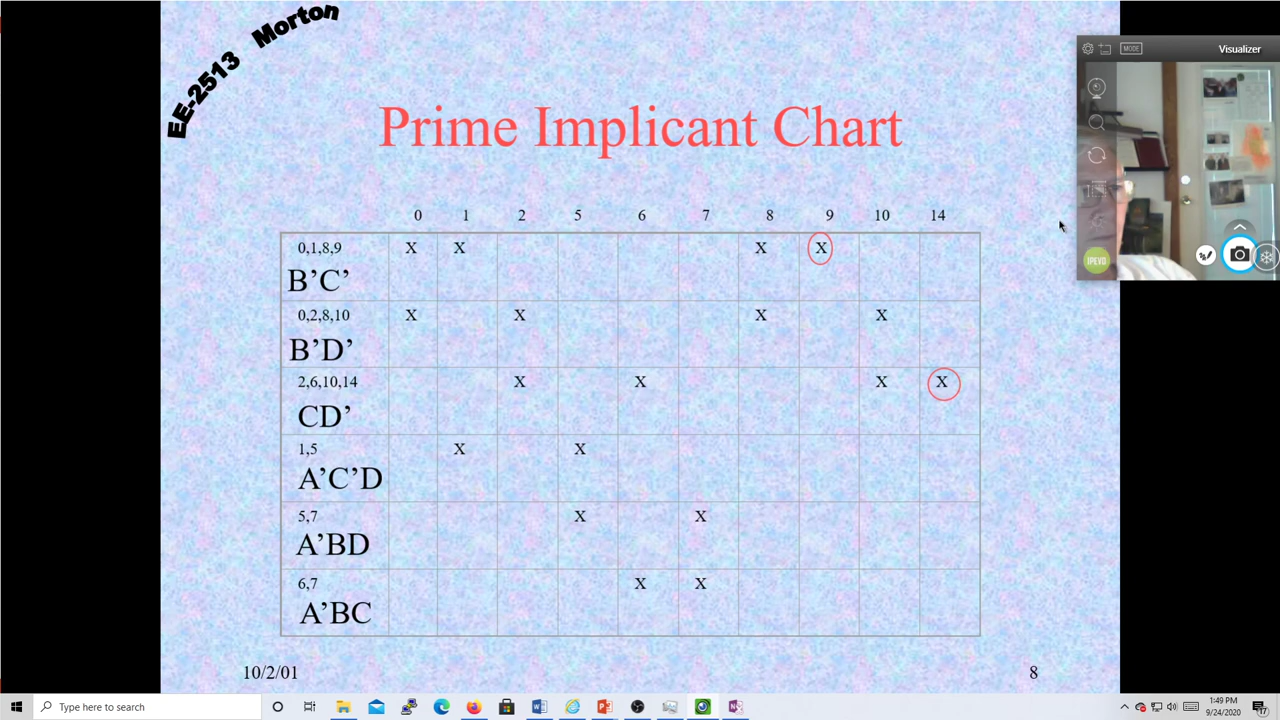 EE-2513 Morton
MODE
Visualizer
Prime Implicant Chart
0 1 2 5 6 7 8 9 10 14
0,1,8,9 X X X X
B’C’
0,2,8,10 X X X X
B’D’
2,6,10,14 X X X X
CD’
1,5 X X
A’C’D
5,7 X X
A’BD
6,7 X X
A’BC
IPEVO
10/2/01
8
Type here to search
1:49 PM
9/24/2020
17